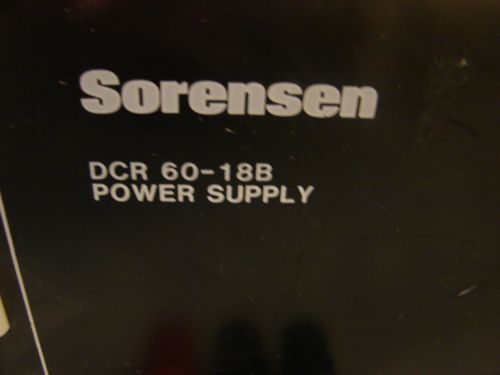 Sorensen
DCR 60-18B
POWER SUPPLY